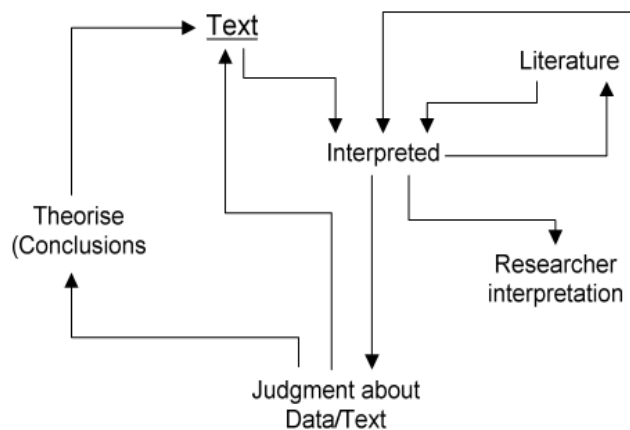 Text
Literature
Interpreted
Theorise
(Conclusions
Researcher
interpretation
Judgment about
Data/Text